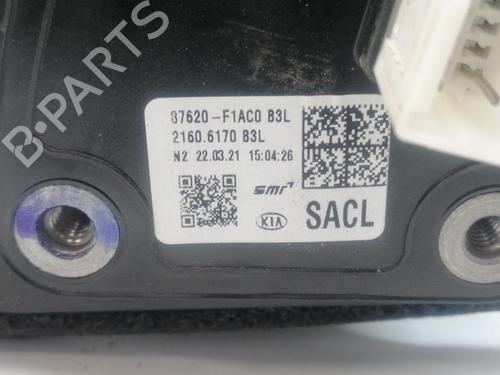 B-PARTS
87620-F1AC0 B3L
2160.6170 B3L
N2 22.03.21 15:04:26
smr
KIA
SACL